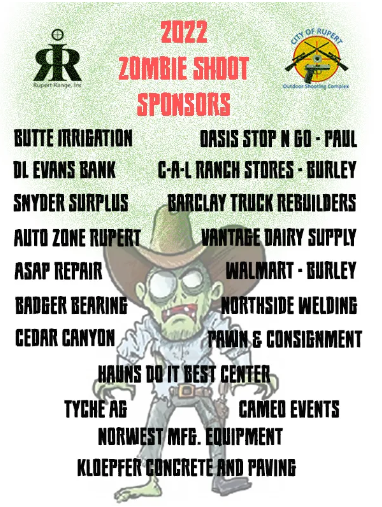 2022
ZOMBIE SHOOT
SPONSORS
Rupert Range, Inc
CITY OF RUPERT
Outdoor Shooting Complex
BUTTE IRRIGATION
OASIS STOP N GO - PAUL
DL EVANS BANK
C-A-L RANCH STORES - BURLEY
SNYDER SURPLUS
BARCLAY TRUCK REBUILDERS
AUTO ZONE RUPERT
VANTAGE DAIRY SUPPLY
ASAP REPAIR
WALMART - BURLEY
BADGER BEARING
NORTHSIDE WELDING
CEDAR CANYON
PAWN & CONSIGNMENT
HAUNS DO IT BEST CENTER
TYCHE AG
CAMEO EVENTS
NORWEST MFG. EQUIPMENT
KLOEPFER CONCRETE AND PAVING